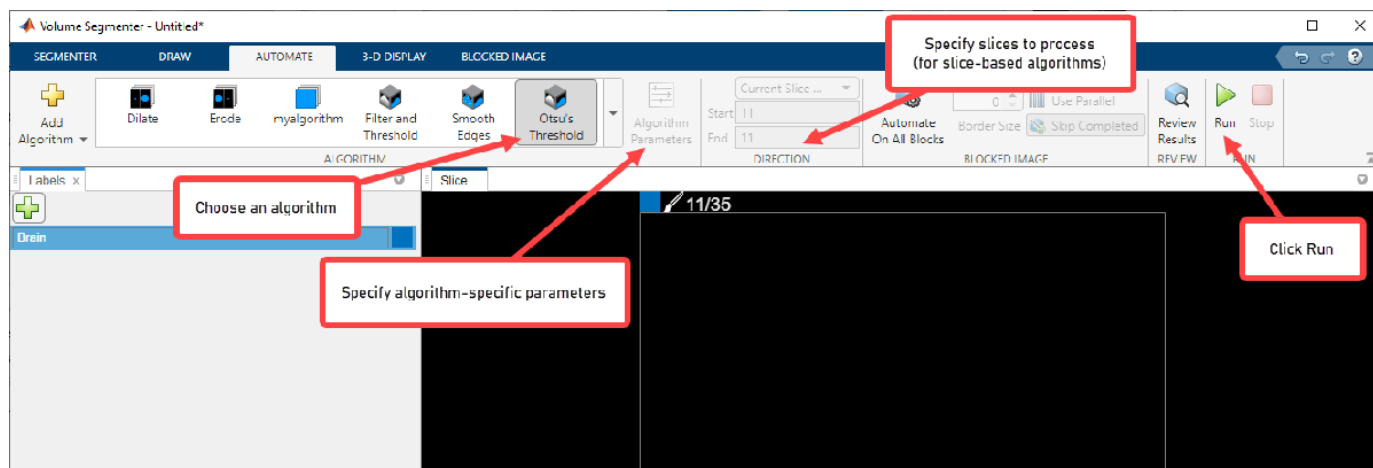 Volume Segmenter - Untitled*
SEGMENTER DRAW AUTOMATE 3-D DISPLAY BLOCKED IMAGE
Specify slices to process
(for slice-based algorithms)
Add
Algorithm
Dilate
Erode
myalgorithm
Filter and
Threshold
Smooth
Edges
Otsu's
Threshold
ALGORITHM
Algorithm
Parameters
Current Slice ...
Start 11
End 11
DIRECTION
Automate
On All Blocks
0
Border Size
Use Parallel
Skip Completed
BLOCKED IMAGE
Review
Results
REVIEW
Run
Stop
RUN
Labels x
Slice
Choose an algorithm
11/35
Specify algorithm-specific parameters
Click Run